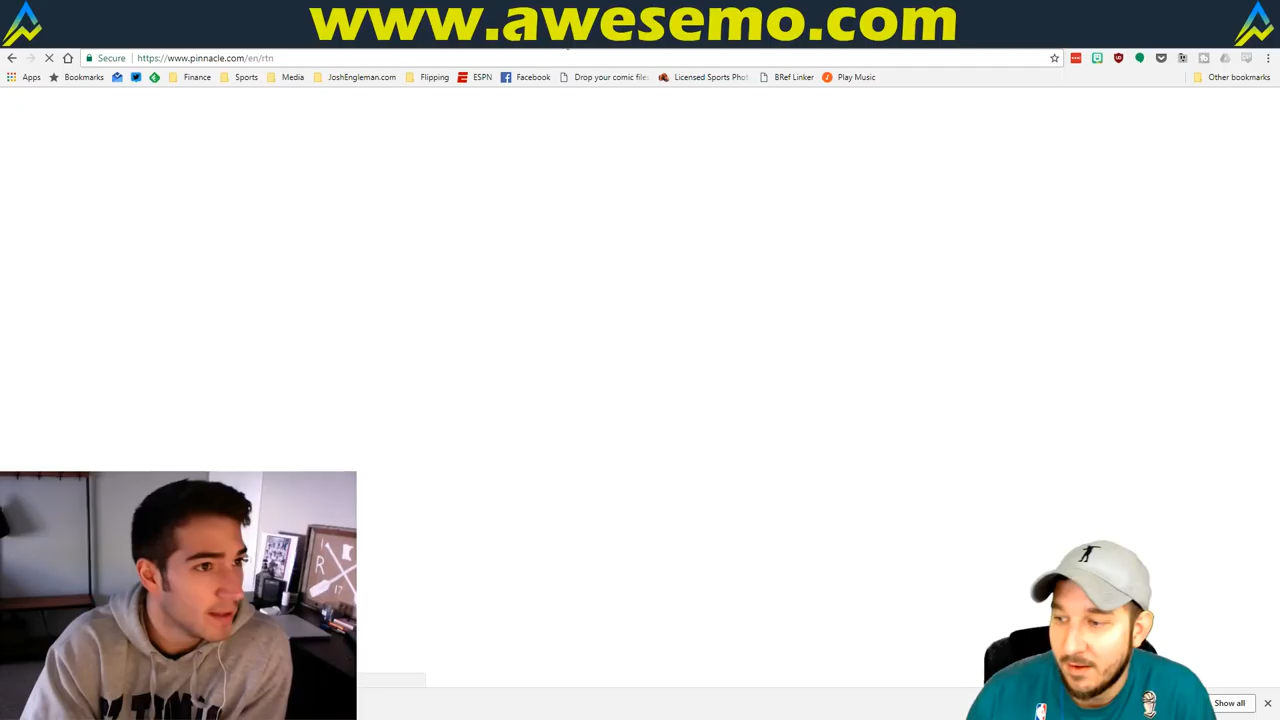 www.awesemo.com
Secure https://www.pinnacle.com/en/rtn
Apps Bookmarks Finance Sports Media JoshEngleman.com Flipping ESPN Facebook Drop your comic file Licensed Sports Phot BRef Linker Play Music Other bookmarks
R
17
Show all